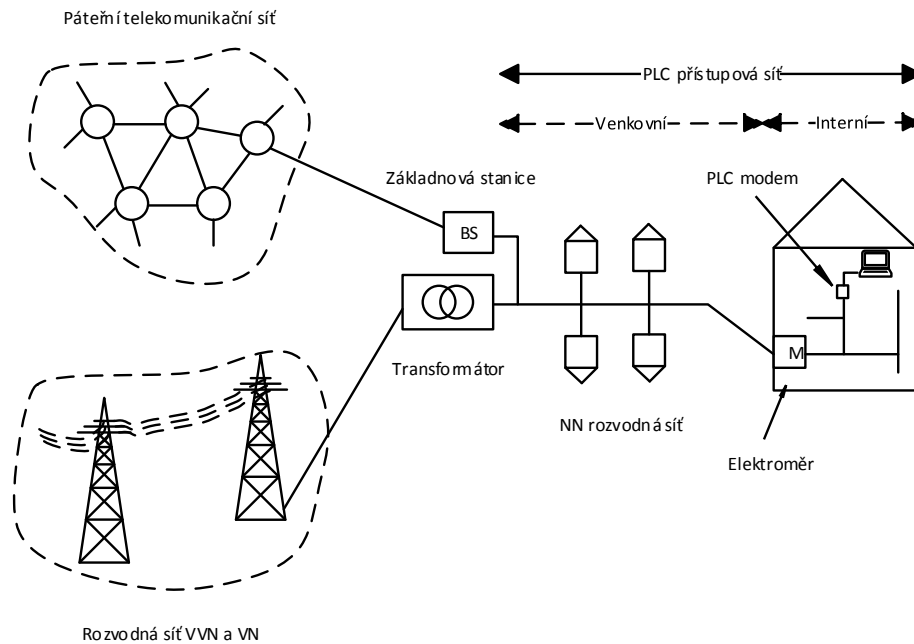 Páteřní telekomunikační síť
PLC přístupová síť
Venkovní
Interní
Základnová stanice
PLC modem
BS
M
Transformátor
NN rozvodná síť
Elektroměr
Rozvodná síť VVN a VN